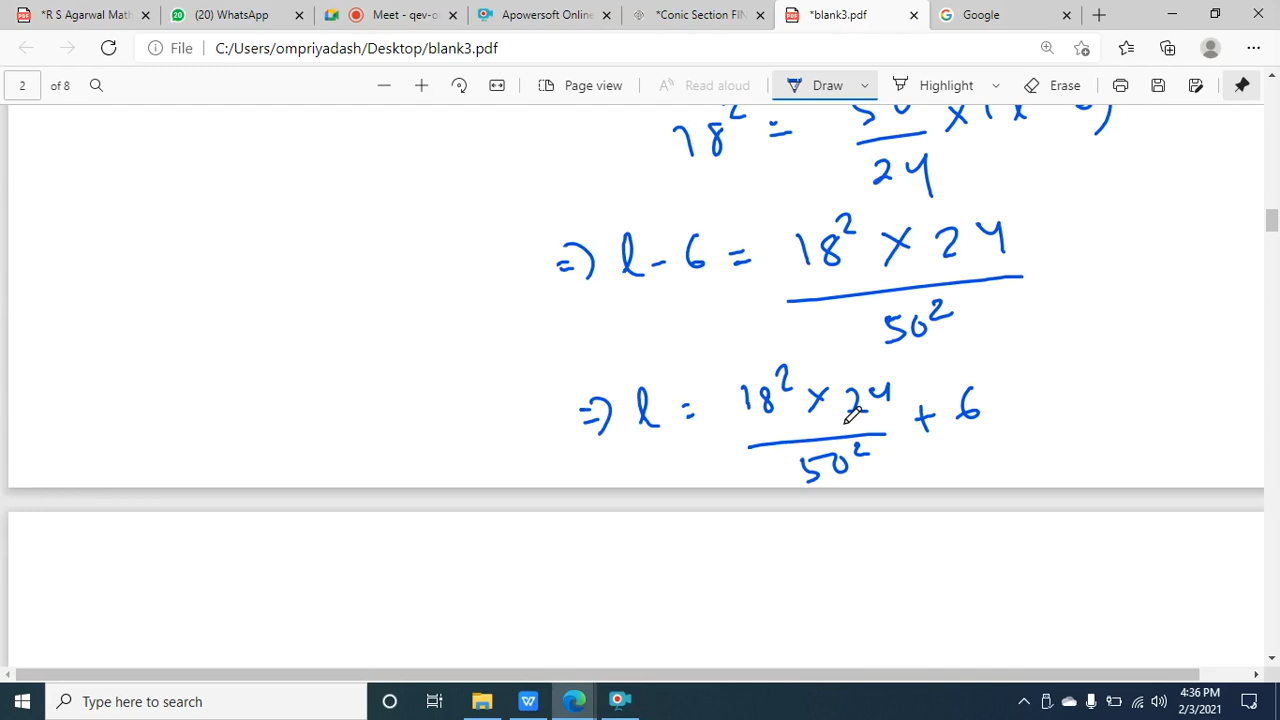 *R S Agarwal Math
(20) WhatsApp
Meet - qev-o
Apowersoft Online
*Conic Section FIN
*blank3.pdf
Google
File C:/Users/ompriyadash/Desktop/blank3.pdf
2 of 8
Page view
Read aloud
Draw
Highlight
Erase
18² = 50 / 24 × (l - 6)
=> l - 6 = 18² × 24 / 50²
=> l = 18² × 24 / 50² + 6
Type here to search
4:36 PM
2/3/2021